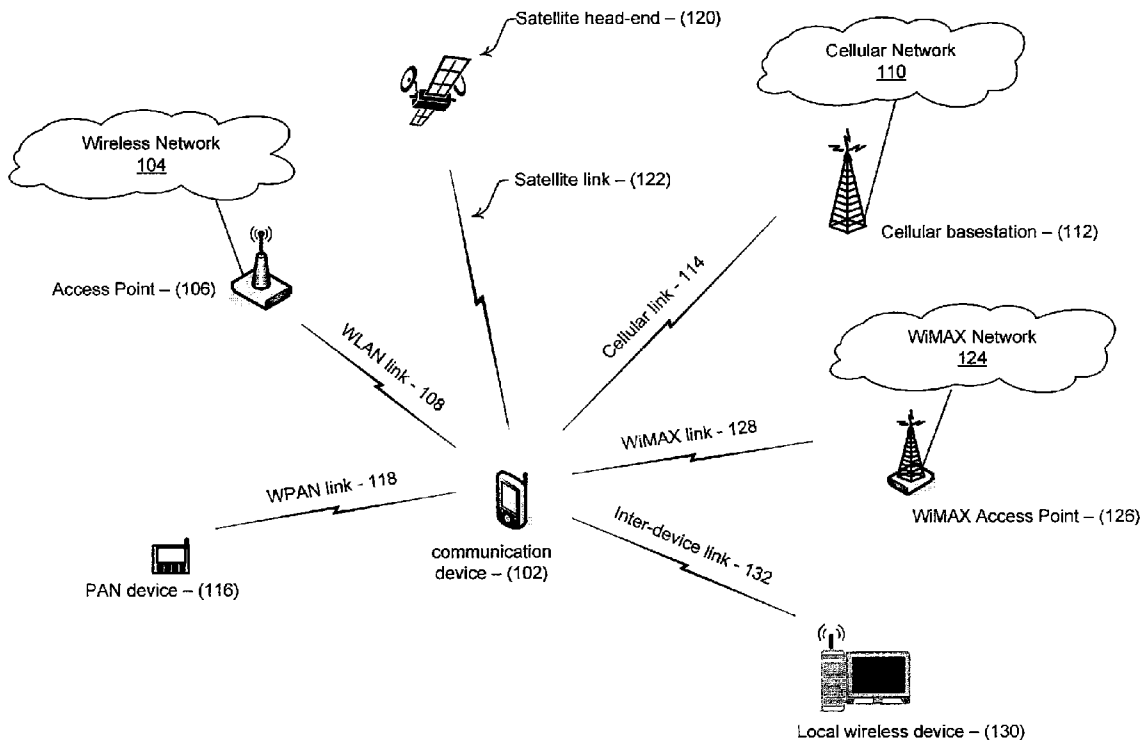 Satellite head-end – (120)
Cellular Network
110
Wireless Network
104
Satellite link – (122)
Cellular basestation – (112)
Access Point – (106)
Cellular link - 114
WiMAX Network
124
WLAN link - 108
WiMAX link - 128
WPAN link - 118
WiMAX Access Point – (126)
Inter-device link - 132
communication
device – (102)
PAN device – (116)
Local wireless device – (130)